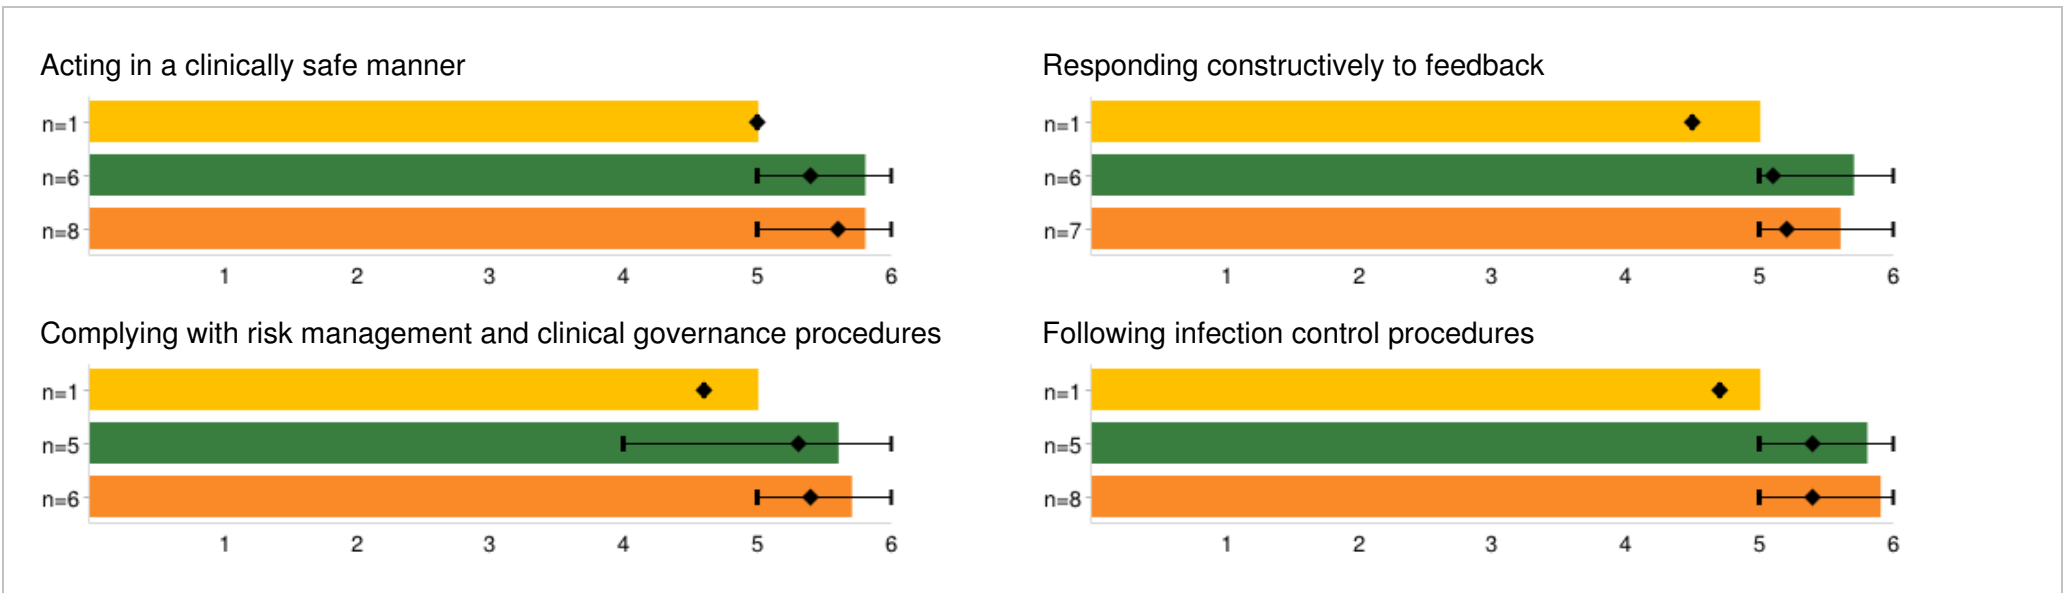 Acting in a clinically safe manner
n=1
n=6
n=8
1 2 3 4 5 6
Responding constructively to feedback
n=1
n=6
n=7
1 2 3 4 5 6
Complying with risk management and clinical governance procedures
n=1
n=5
n=6
1 2 3 4 5 6
Following infection control procedures
n=1
n=5
n=8
1 2 3 4 5 6